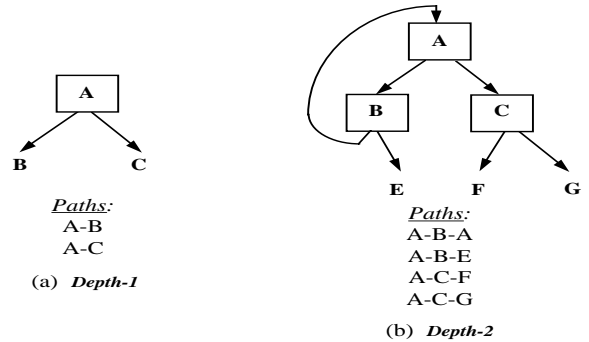 A
B C
Paths:
A-B
A-C
(a) Depth-1
A
B C
E F G
Paths:
A-B-A
A-B-E
A-C-F
A-C-G
(b) Depth-2